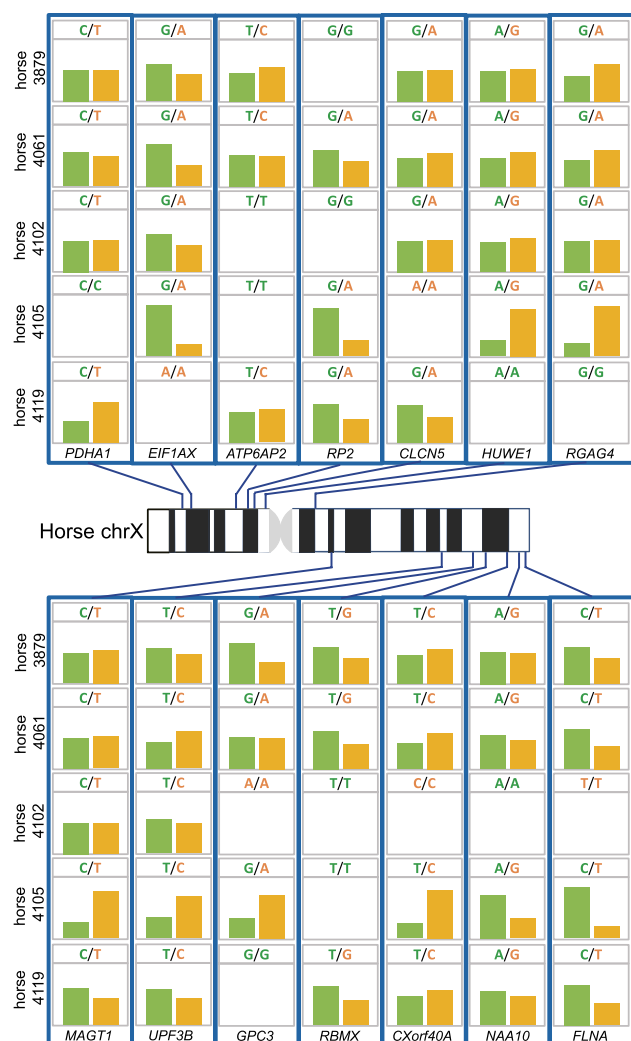 C/T G/A T/C G/G G/A A/G G/A
horse 3879
C/T G/A T/C G/A G/A A/G G/A
horse 4061
C/T G/A T/T G/G G/A A/G G/A
horse 4102
C/C G/A T/T G/A A/A A/G G/A
horse 4105
C/T A/A T/C G/A G/A A/A G/G
horse 4119
PDHA1 EIF1AX ATP6AP2 RP2 CLCN5 HUWE1 RGAG4
Horse chrX
C/T T/C G/A T/G T/C A/G C/T
horse 3879
C/T T/C G/A T/G T/C A/G C/T
horse 4061
C/T T/C A/A T/T C/C A/A T/T
horse 4102
C/T T/C G/A T/T T/C A/G C/T
horse 4105
C/T T/C G/G T/G T/C A/G C/T
horse 4119
MAGT1 UPF3B GPC3 RBMX CXorf40A NAA10 FLNA